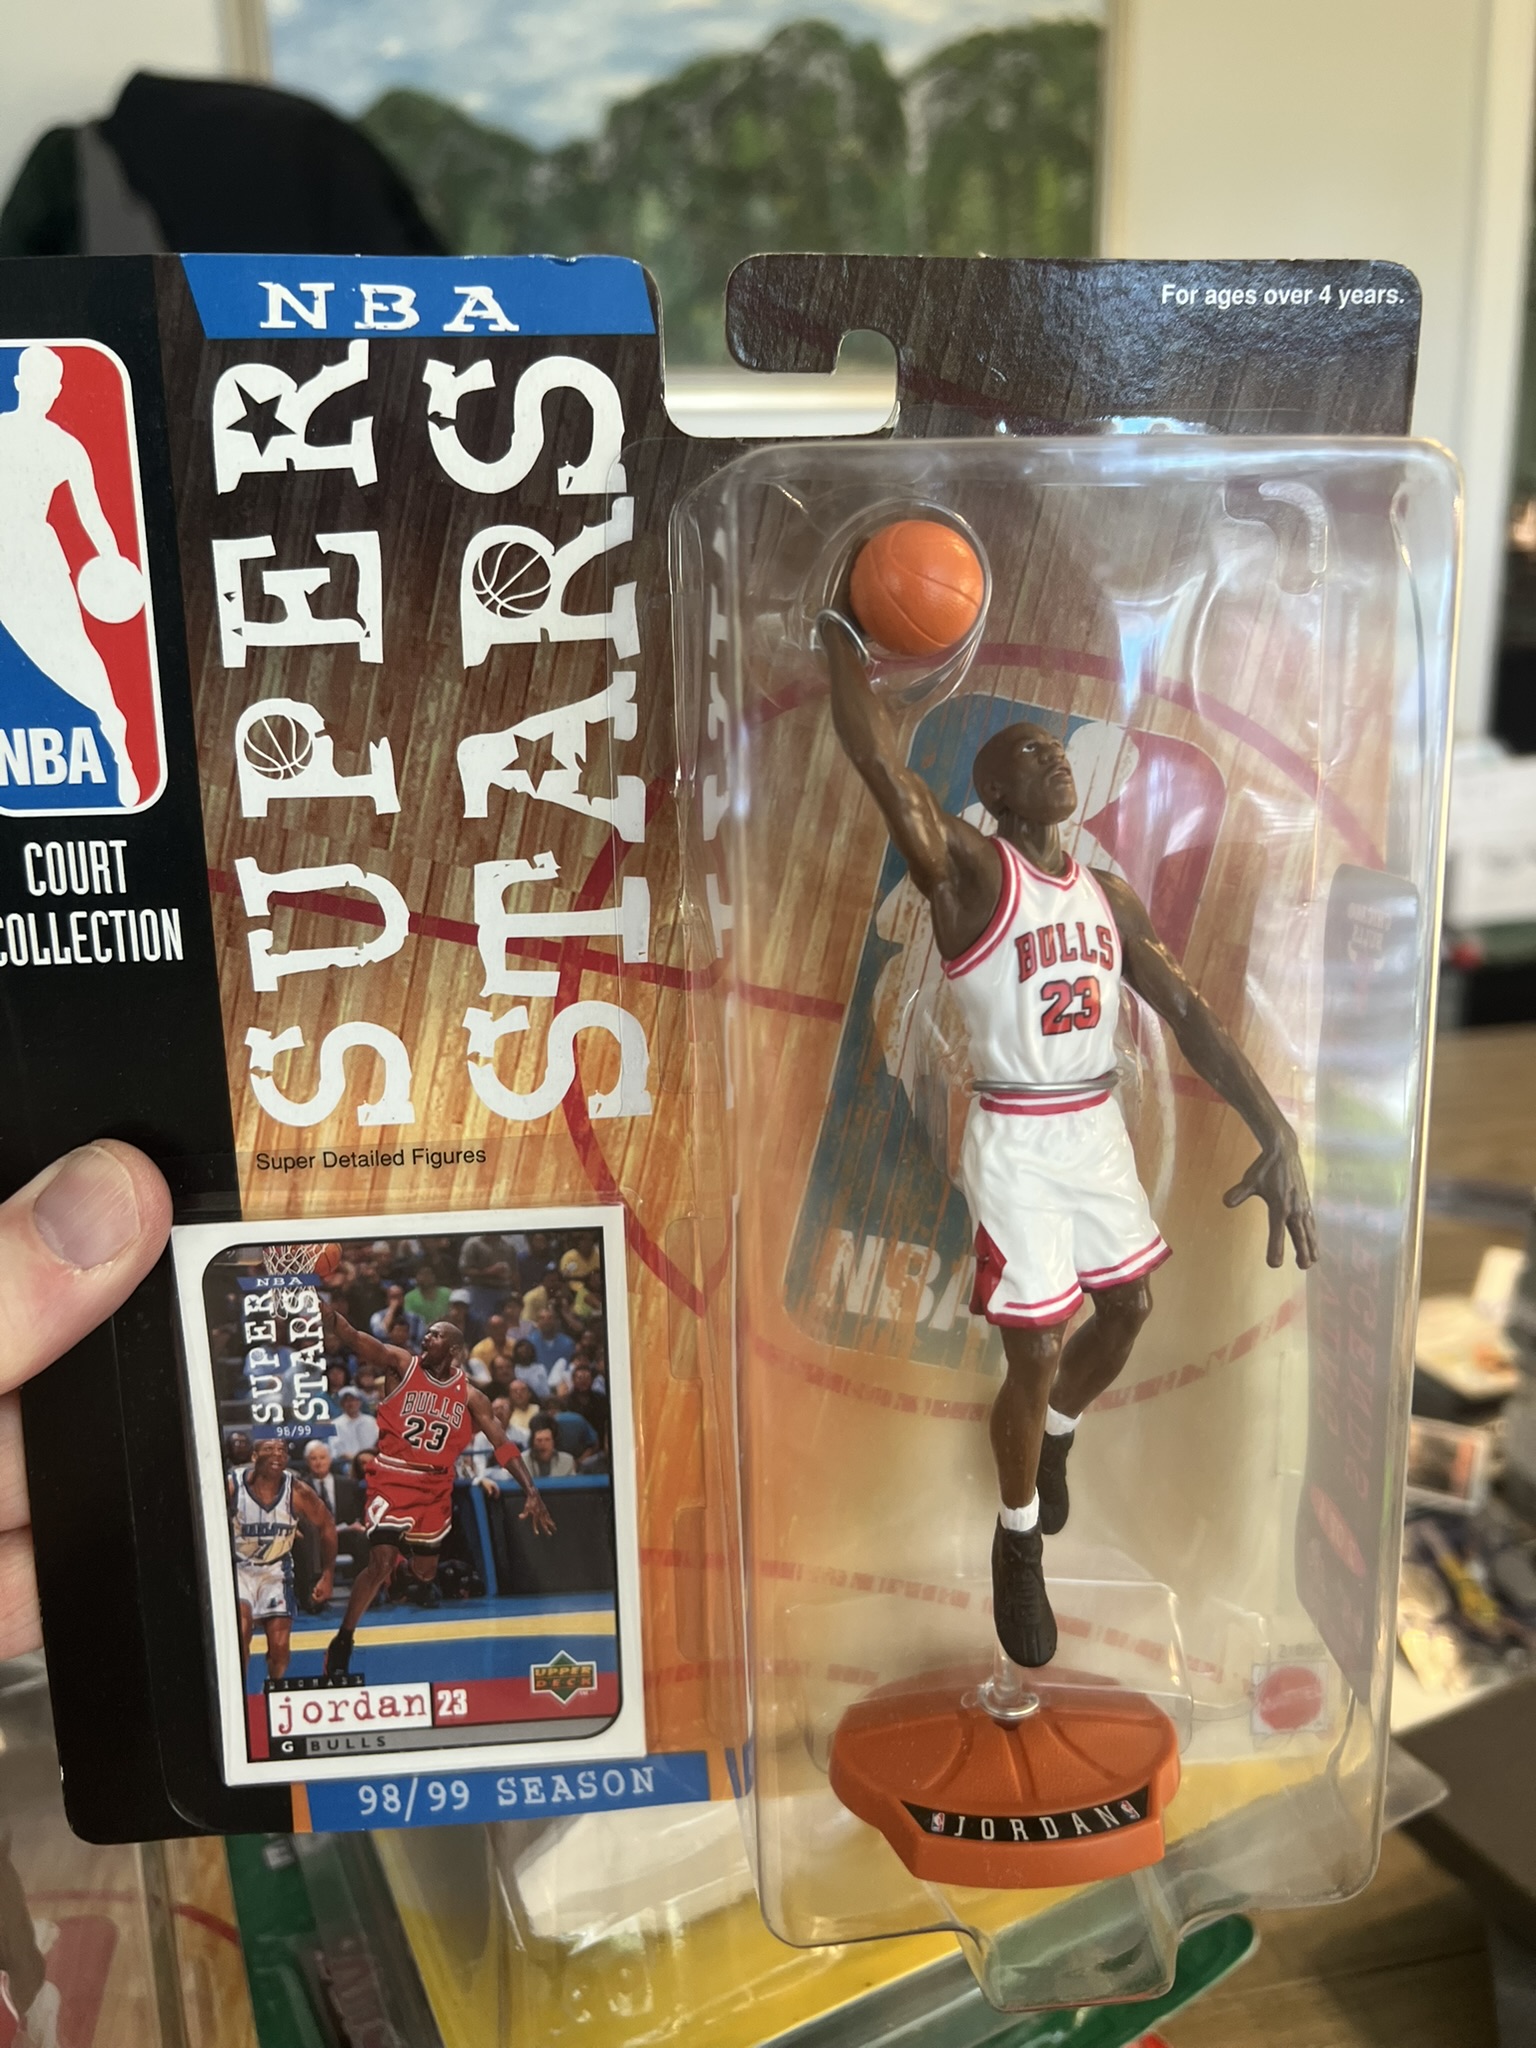 For ages over 4 years.
NBA
SUPER
STARS
NBA
COURT
COLLECTION
Super Detailed Figures
BULLS
23
NBA
NBA
SUPER
STARS
98/99
BULLS
23
jordan 23
G BULLS
UPPER
DECK
98/99 SEASON
JORDAN